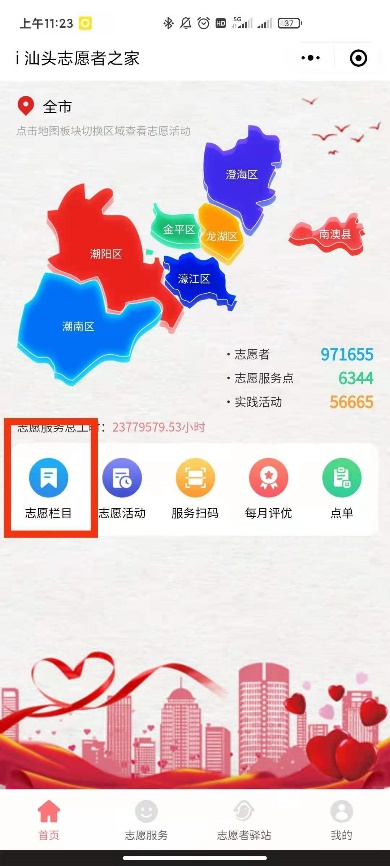 上午11:23
HD
5G
37
i 汕头志愿者之家
全市
点击地图板块切换区域查看志愿活动
澄海区
金平区
龙湖区
南澳县
潮阳区
濠江区
潮南区
·志愿者 971655
·志愿服务点 6344
·实践活动 56665
志愿服务总工时：23779579.53小时
志愿栏目 志愿活动 服务扫码 每月评优 点单
首页 志愿服务 志愿者驿站 我的